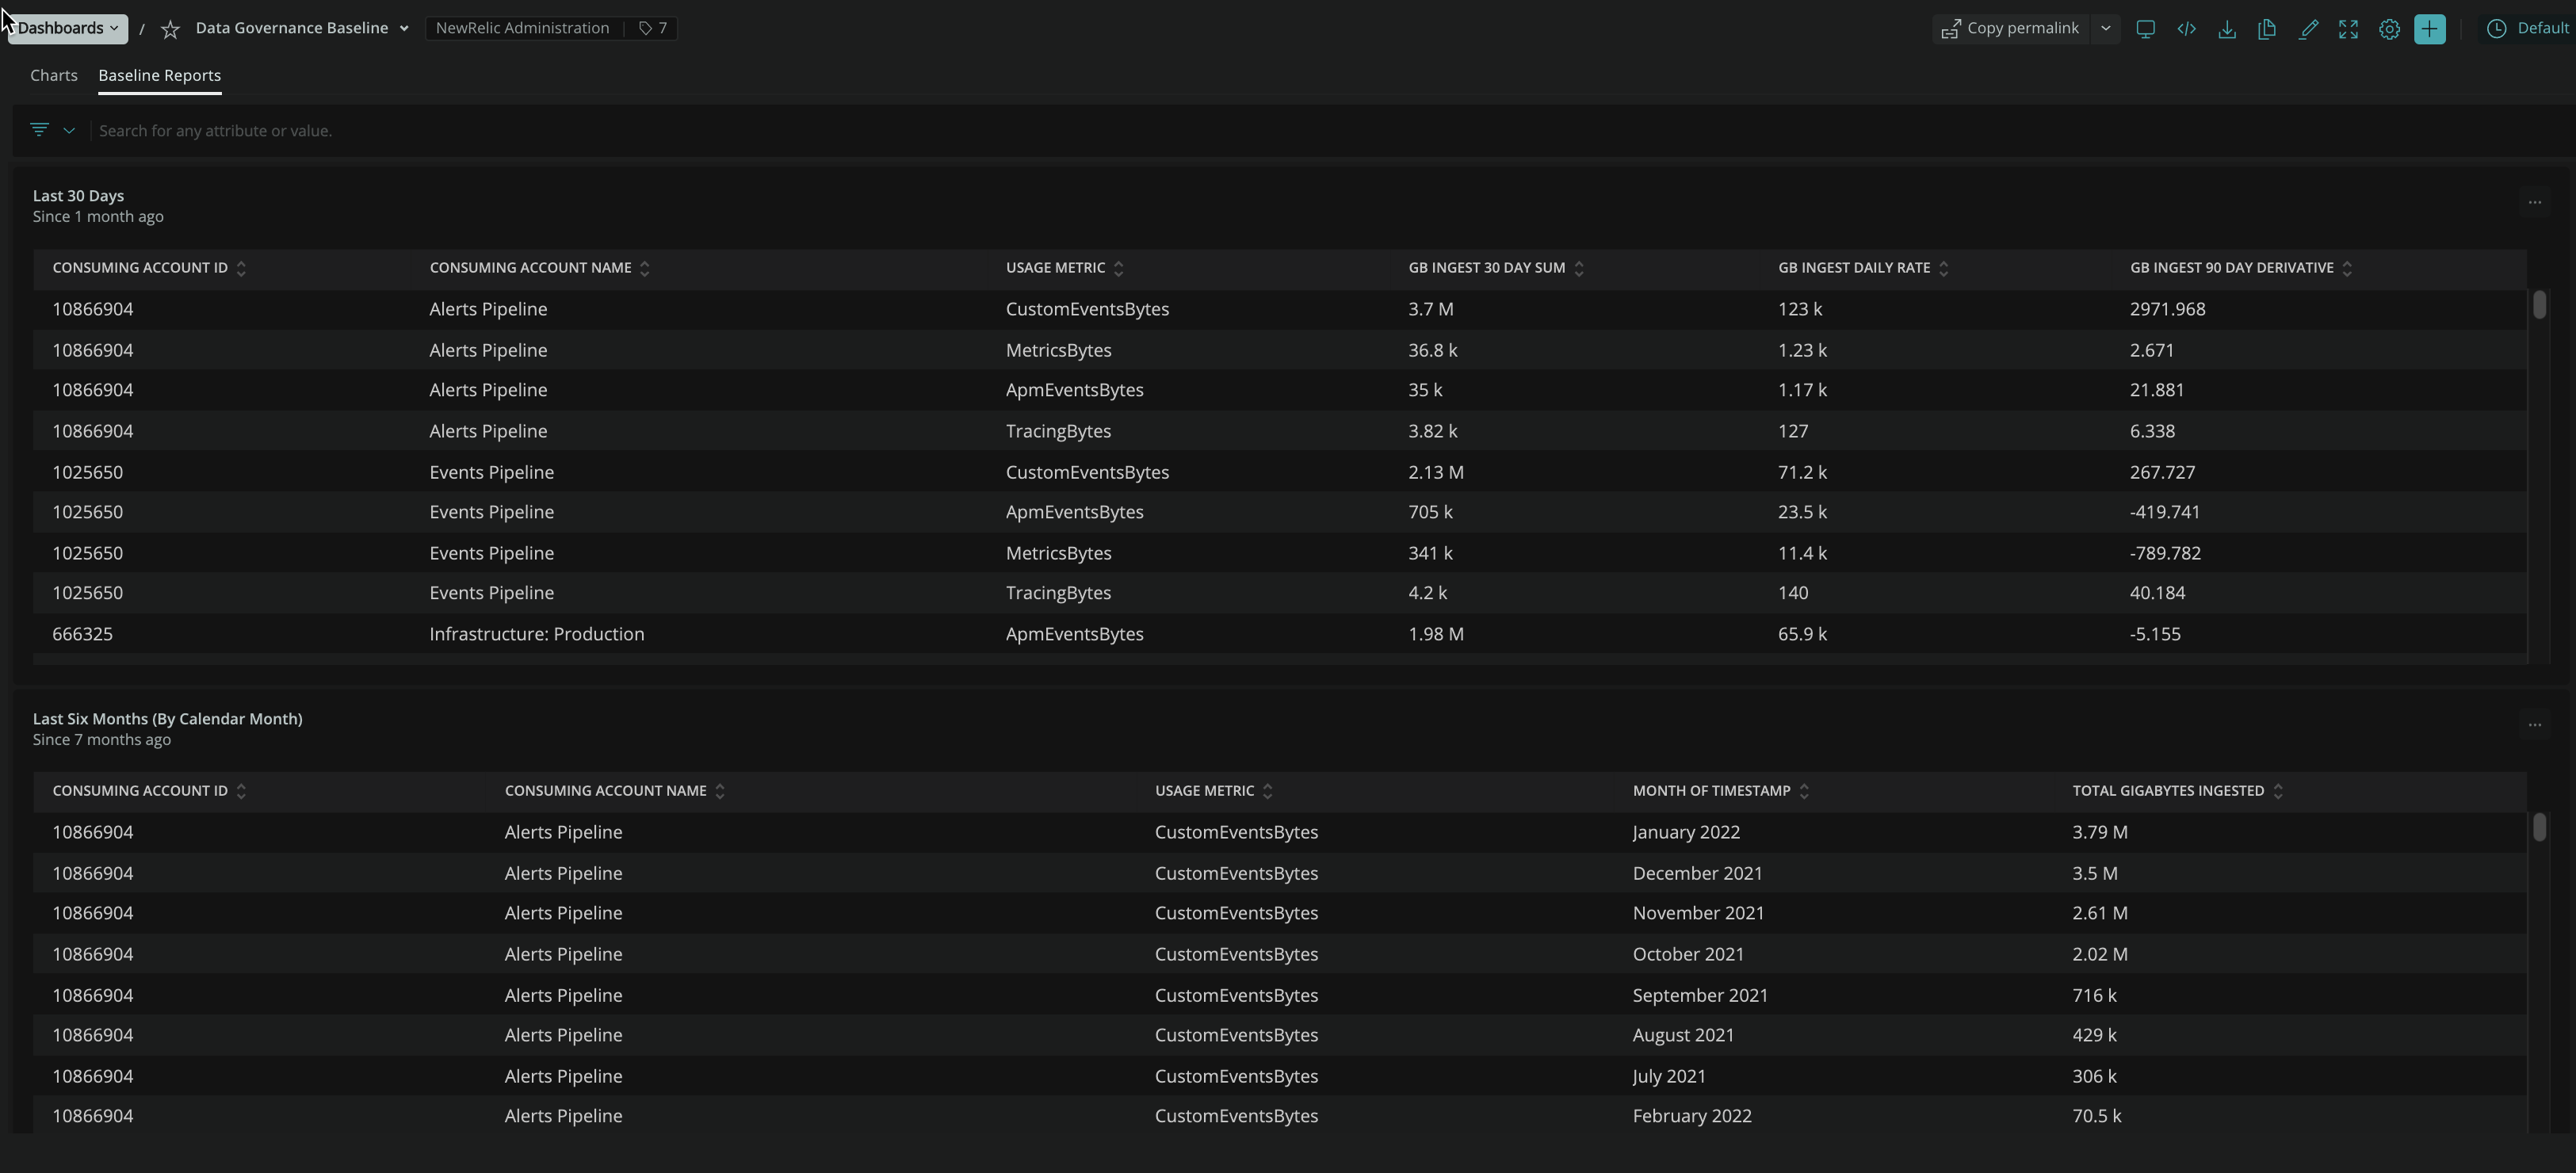 Dashboards / Data Governance Baseline NewRelic Administration 7 Copy permalink Default
Charts Baseline Reports
Search for any attribute or value.
Last 30 Days
Since 1 month ago
CONSUMING ACCOUNT ID CONSUMING ACCOUNT NAME USAGE METRIC GB INGEST 30 DAY SUM GB INGEST DAILY RATE GB INGEST 90 DAY DERIVATIVE
10866904 Alerts Pipeline CustomEventsBytes 3.7 M 123 k 2971.968
10866904 Alerts Pipeline MetricsBytes 36.8 k 1.23 k 2.671
10866904 Alerts Pipeline ApmEventsBytes 35 k 1.17 k 21.881
10866904 Alerts Pipeline TracingBytes 3.82 k 127 6.338
1025650 Events Pipeline CustomEventsBytes 2.13 M 71.2 k 267.727
1025650 Events Pipeline ApmEventsBytes 705 k 23.5 k -419.741
1025650 Events Pipeline MetricsBytes 341 k 11.4 k -789.782
1025650 Events Pipeline TracingBytes 4.2 k 140 40.184
666325 Infrastructure: Production ApmEventsBytes 1.98 M 65.9 k -5.155
Last Six Months (By Calendar Month)
Since 7 months ago
CONSUMING ACCOUNT ID CONSUMING ACCOUNT NAME USAGE METRIC MONTH OF TIMESTAMP TOTAL GIGABYTES INGESTED
10866904 Alerts Pipeline CustomEventsBytes January 2022 3.79 M
10866904 Alerts Pipeline CustomEventsBytes December 2021 3.5 M
10866904 Alerts Pipeline CustomEventsBytes November 2021 2.61 M
10866904 Alerts Pipeline CustomEventsBytes October 2021 2.02 M
10866904 Alerts Pipeline CustomEventsBytes September 2021 716 k
10866904 Alerts Pipeline CustomEventsBytes August 2021 429 k
10866904 Alerts Pipeline CustomEventsBytes July 2021 306 k
10866904 Alerts Pipeline CustomEventsBytes February 2022 70.5 k